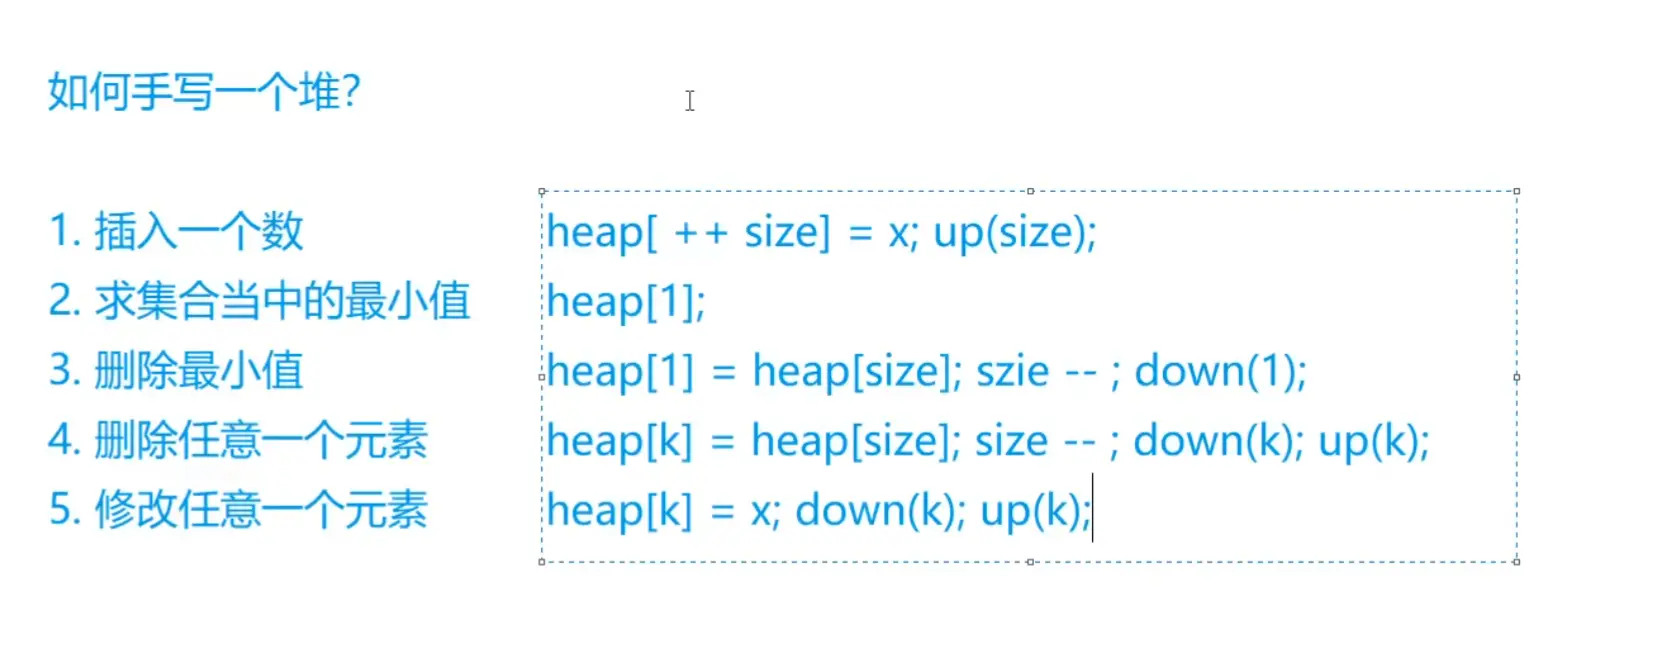 如何手写一个堆?
1. 插入一个数 heap[ ++ size] = x; up(size);
2. 求集合当中的最小值 heap[1];
3. 删除最小值 heap[1] = heap[size]; szie -- ; down(1);
4. 删除任意一个元素 heap[k] = heap[size]; size -- ; down(k); up(k);
5. 修改任意一个元素 heap[k] = x; down(k); up(k);